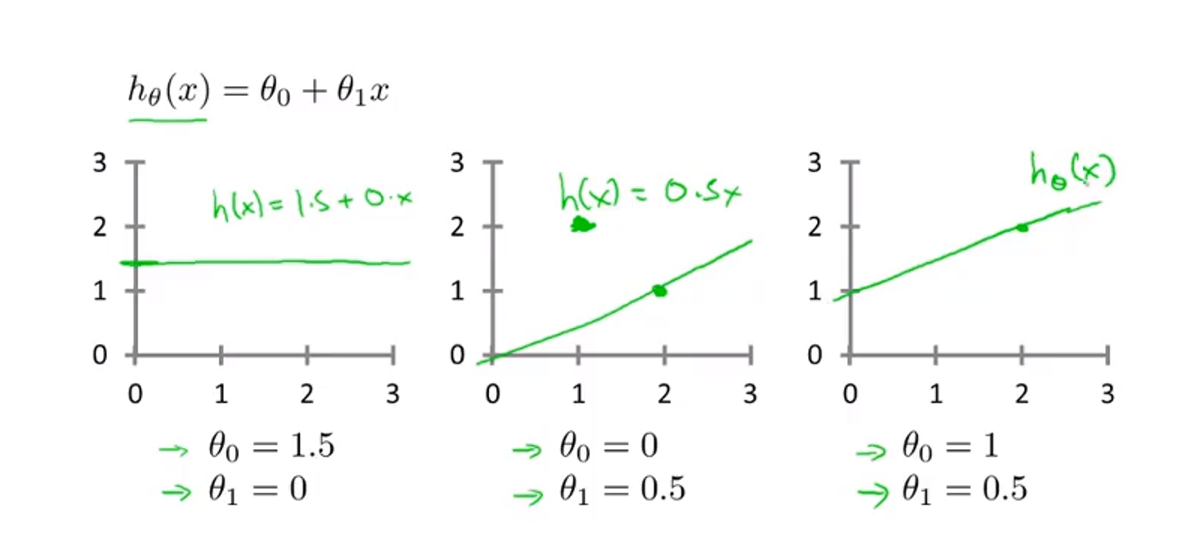 hθ(x) = θ0 + θ1x
3
2
1
0
0 1 2 3
h(x) = 1.5 + 0·x
θ0 = 1.5
θ1 = 0
3
2
1
0
0 1 2 3
h(x) = 0.5x
θ0 = 0
θ1 = 0.5
3
2
1
0
0 1 2 3
hθ(x)
θ0 = 1
θ1 = 0.5